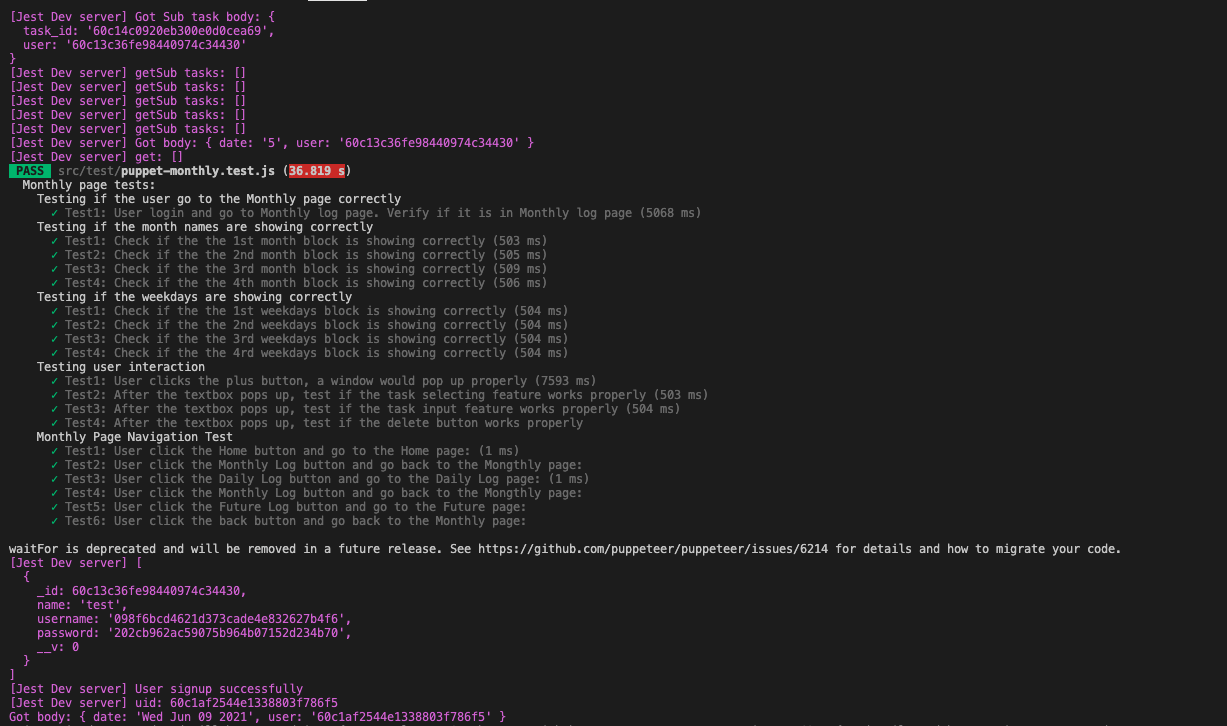 [Jest Dev server] Got Sub task body: {
  task_id: '60c14c0920eb300e0d0cea69',
  user: '60c13c36fe98440974c34430'
}
[Jest Dev server] getSub tasks: []
[Jest Dev server] getSub tasks: []
[Jest Dev server] getSub tasks: []
[Jest Dev server] getSub tasks: []
[Jest Dev server] getSub tasks: []
[Jest Dev server] Got body: { date: '5', user: '60c13c36fe98440974c34430' }
[Jest Dev server] get: []
PASS src/test/puppet-monthly.test.js (36.819 s)
  Monthly page tests:
    Testing if the user go to the Monthly page correctly
      ✓ Test1: User login and go to Monthly log page. Verify if it is in Monthly log page (5068 ms)
    Testing if the month names are showing correctly
      ✓ Test1: Check if the the 1st month block is showing correctly (503 ms)
      ✓ Test2: Check if the the 2nd month block is showing correctly (505 ms)
      ✓ Test3: Check if the the 3rd month block is showing correctly (509 ms)
      ✓ Test4: Check if the the 4th month block is showing correctly (506 ms)
    Testing if the weekdays are showing correctly
      ✓ Test1: Check if the the 1st weekdays block is showing correctly (504 ms)
      ✓ Test2: Check if the the 2nd weekdays block is showing correctly (504 ms)
      ✓ Test3: Check if the the 3rd weekdays block is showing correctly (504 ms)
      ✓ Test4: Check if the the 4rd weekdays block is showing correctly (504 ms)
    Testing user interaction
      ✓ Test1: User clicks the plus button, a window would pop up properly (7593 ms)
      ✓ Test2: After the textbox pops up, test if the task selecting feature works properly (503 ms)
      ✓ Test3: After the textbox pops up, test if the task input feature works properly (504 ms)
      ✓ Test4: After the textbox pops up, test if the delete button works properly
    Monthly Page Navigation Test
      ✓ Test1: User click the Home button and go to the Home page: (1 ms)
      ✓ Test2: User click the Monthly Log button and go back to the Mongthly page:
      ✓ Test3: User click the Daily Log button and go to the Daily Log page: (1 ms)
      ✓ Test4: User click the Monthly Log button and go back to the Mongthly page:
      ✓ Test5: User click the Future Log button and go to the Future page:
      ✓ Test6: User click the back button and go back to the Monthly page:
waitFor is deprecated and will be removed in a future release. See https://github.com/puppeteer/puppeteer/issues/6214 for details and how to migrate your code.
[Jest Dev server] [
  {
    _id: 60c13c36fe98440974c34430,
    name: 'test',
    username: '098f6bcd4621d373cade4e832627b4f6',
    password: '202cb962ac59075b964b07152d234b70',
    __v: 0
  }
]
[Jest Dev server] User signup successfully
[Jest Dev server] uid: 60c1af2544e1338803f786f5
Got body: { date: 'Wed Jun 09 2021', user: '60c1af2544e1338803f786f5' }